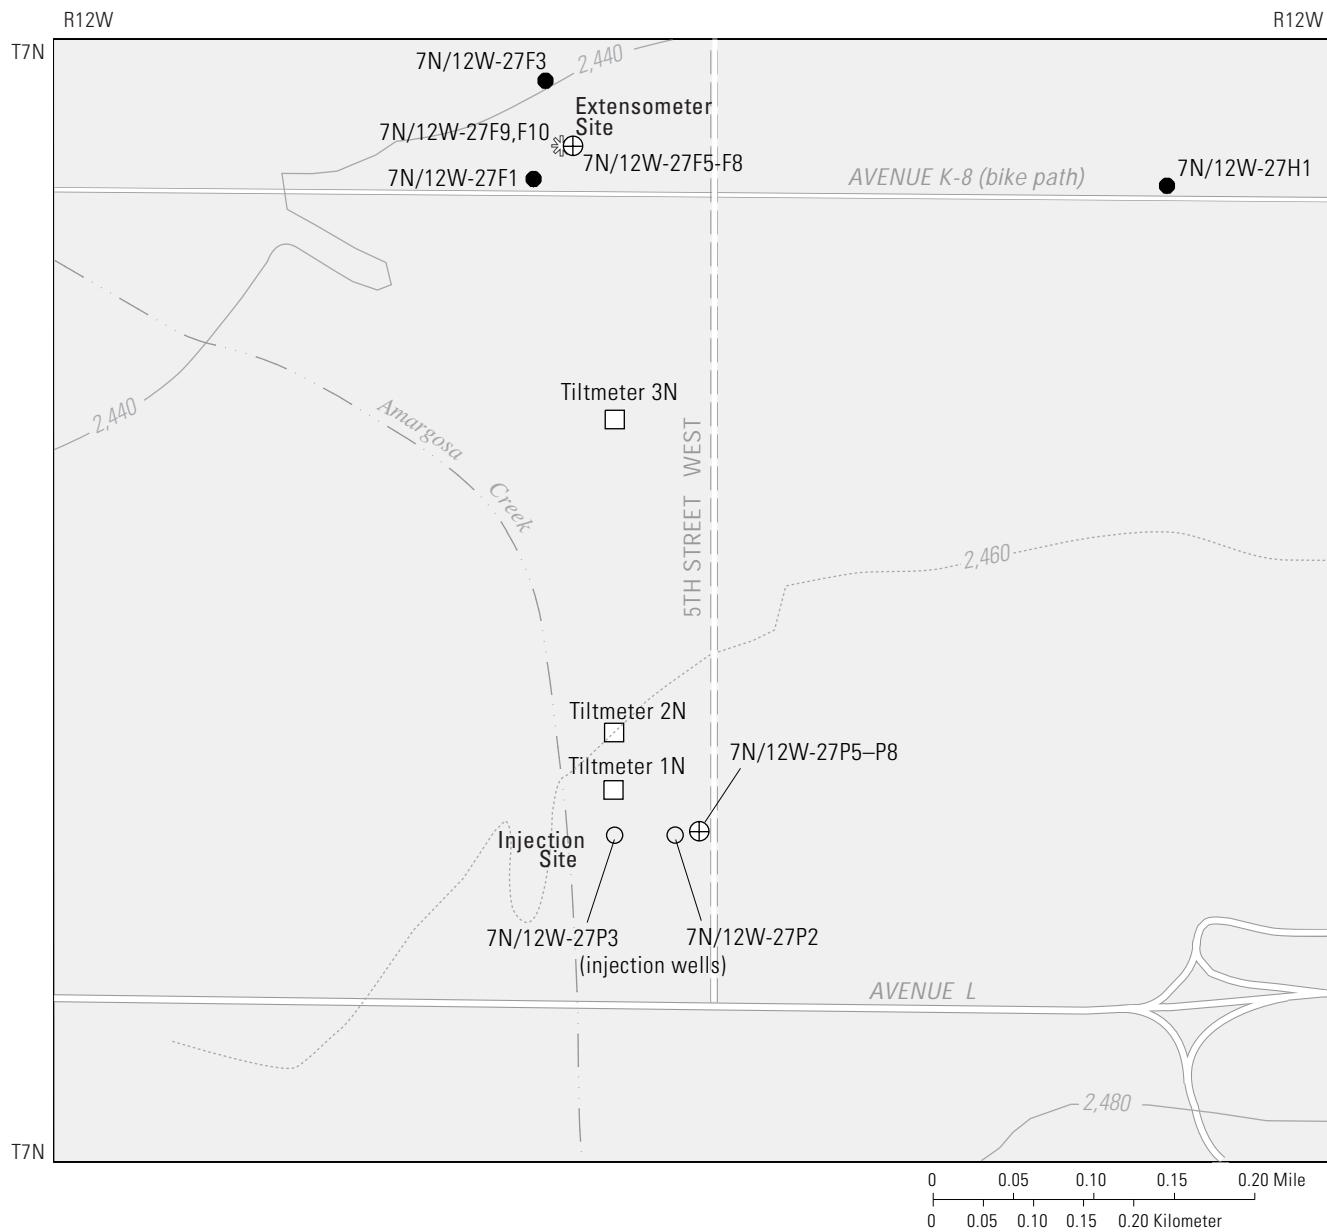 R12W
R12W
T7N
7N/12W-27F3
2,440
Extensometer
Site
7N/12W-27F9,F10
7N/12W-27F5-F8
7N/12W-27F1
AVENUE K-8 (bike path)
7N/12W-27H1
Tiltmeter 3N
2,440
Amargosa
Creek
5TH STREET WEST
2,460
Tiltmeter 2N
7N/12W-27P5–P8
Tiltmeter 1N
Injection
Site
7N/12W-27P3
7N/12W-27P2
(injection wells)
AVENUE L
2,480
T7N
0 0.05 0.10 0.15 0.20 Mile
0 0.05 0.10 0.15 0.20 Kilometer